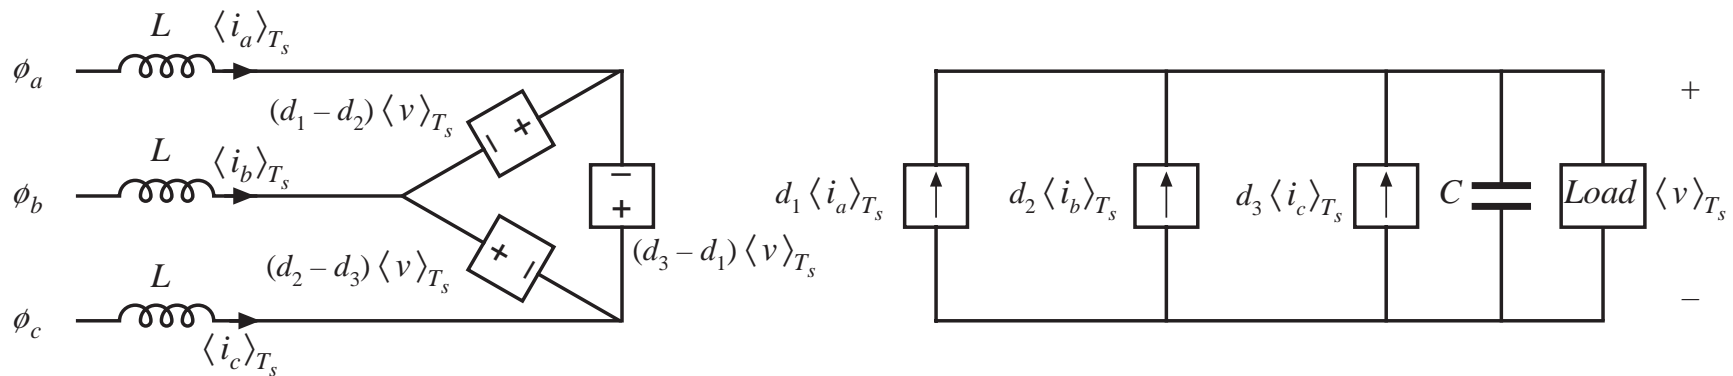 L ⟨i_a⟩_{T_s}
ϕ_a
(d_1 – d_2) ⟨v⟩_{T_s}
– +
L ⟨i_b⟩_{T_s}
ϕ_b
–
+
(d_2 – d_3) ⟨v⟩_{T_s}
+ –
(d_3 – d_1) ⟨v⟩_{T_s}
L
ϕ_c
⟨i_c⟩_{T_s}
+
d_1 ⟨i_a⟩_{T_s} d_2 ⟨i_b⟩_{T_s} d_3 ⟨i_c⟩_{T_s} C Load ⟨v⟩_{T_s}
–